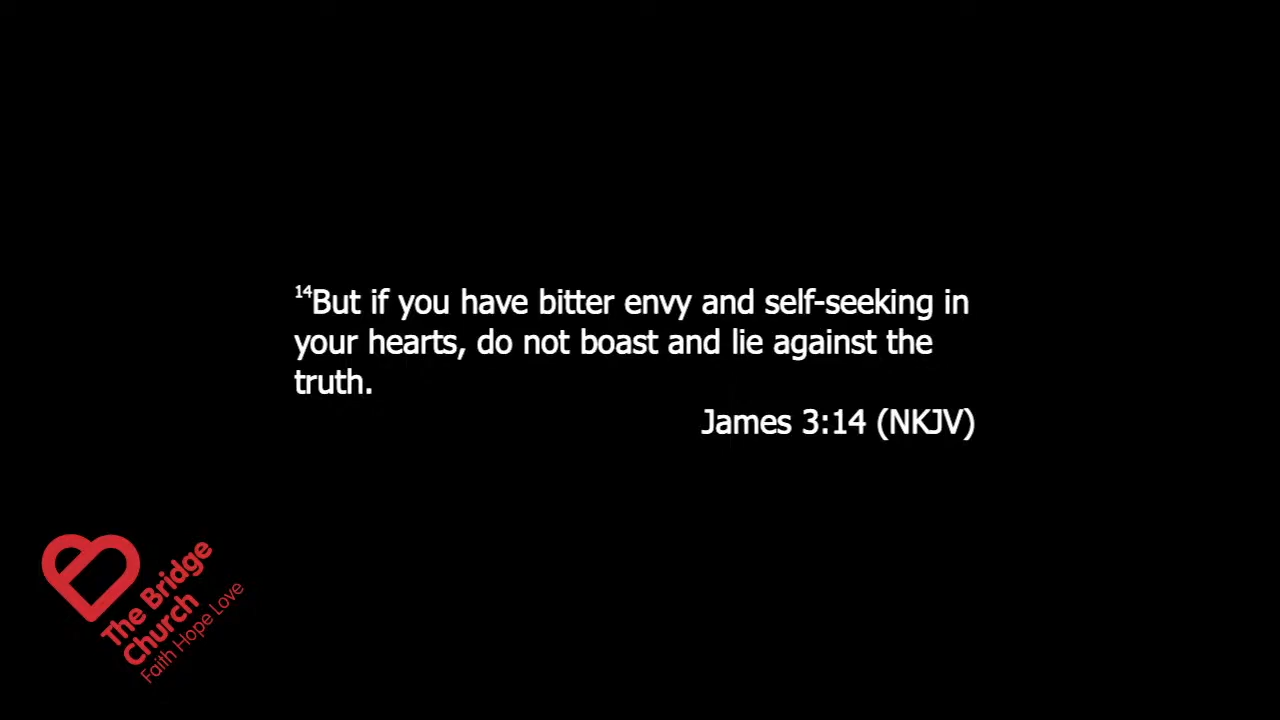 14But if you have bitter envy and self-seeking in
your hearts, do not boast and lie against the
truth.
James 3:14 (NKJV)
The Bridge
Church
Faith Hope Love